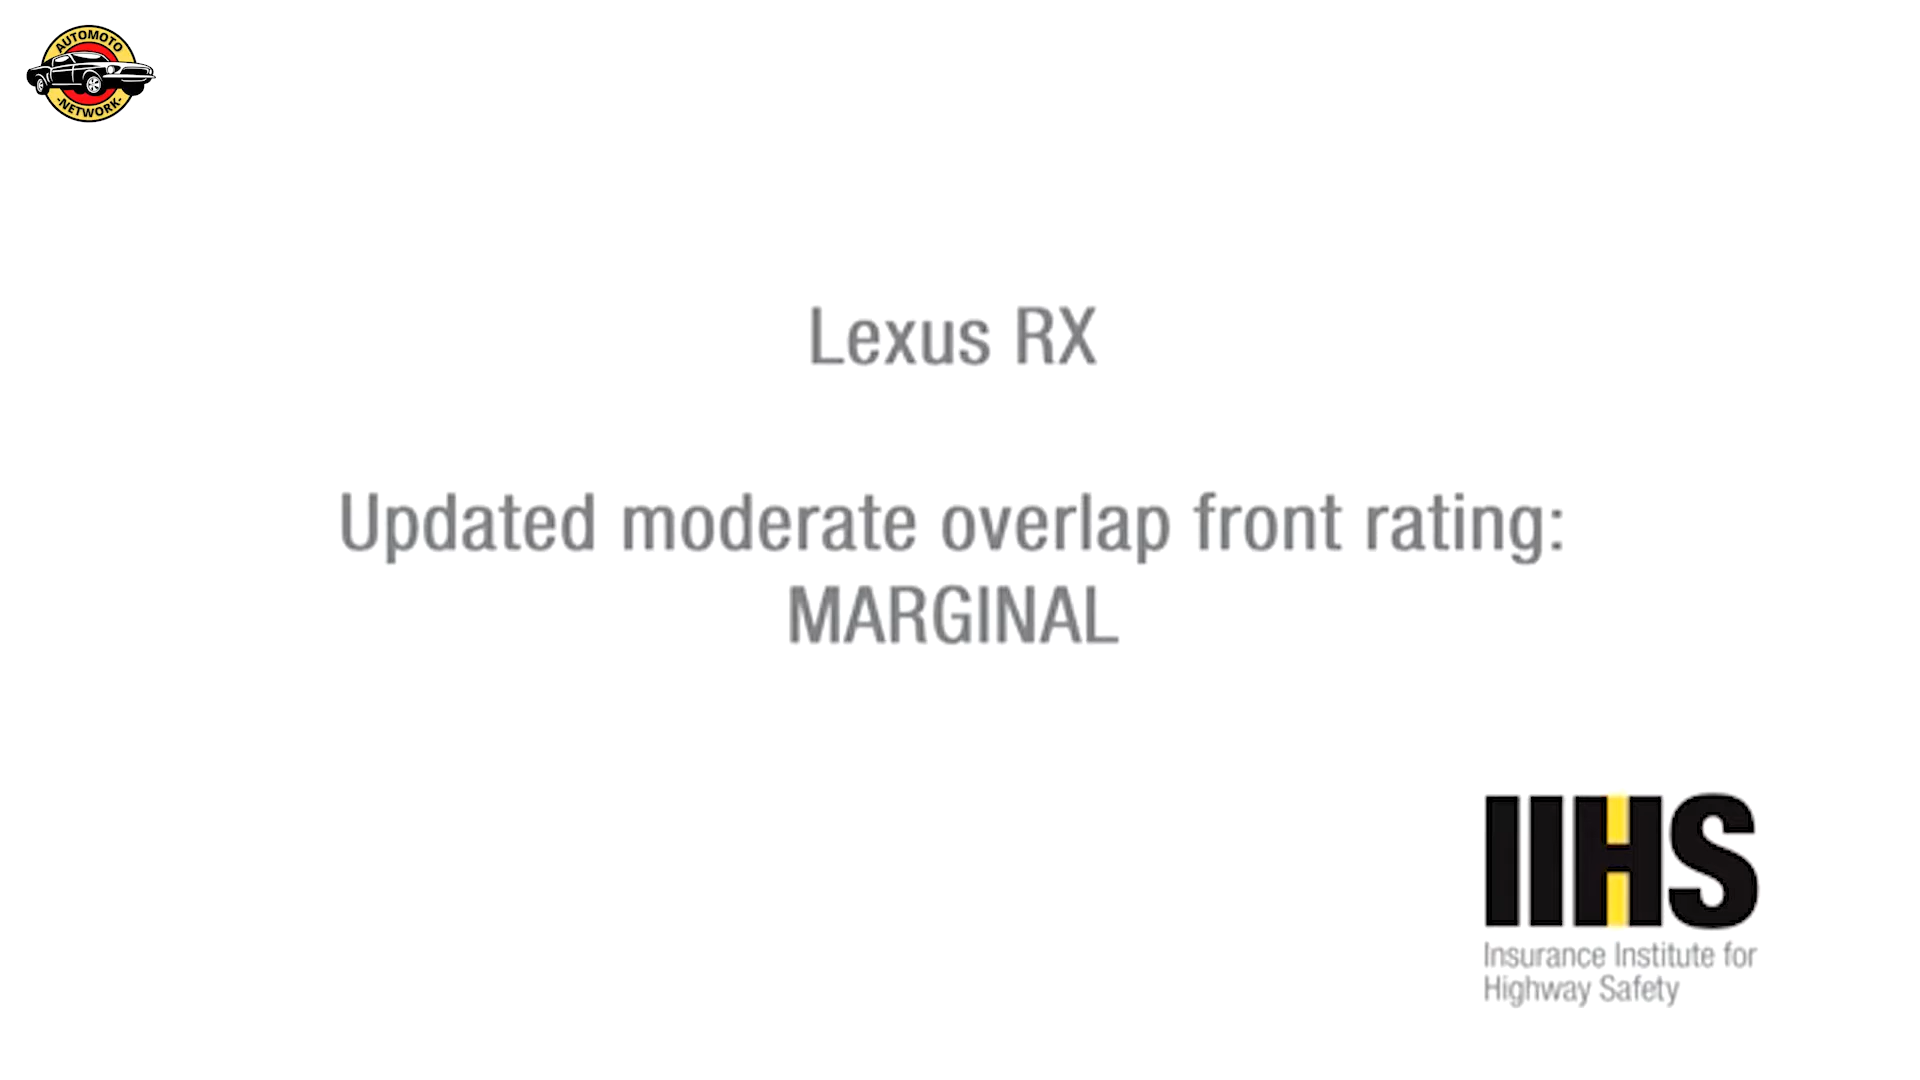 AUTOMOTO
-NETWORK-
Lexus RX
Updated moderate overlap front rating:
MARGINAL
IIHS
Insurance Institute for
Highway Safety